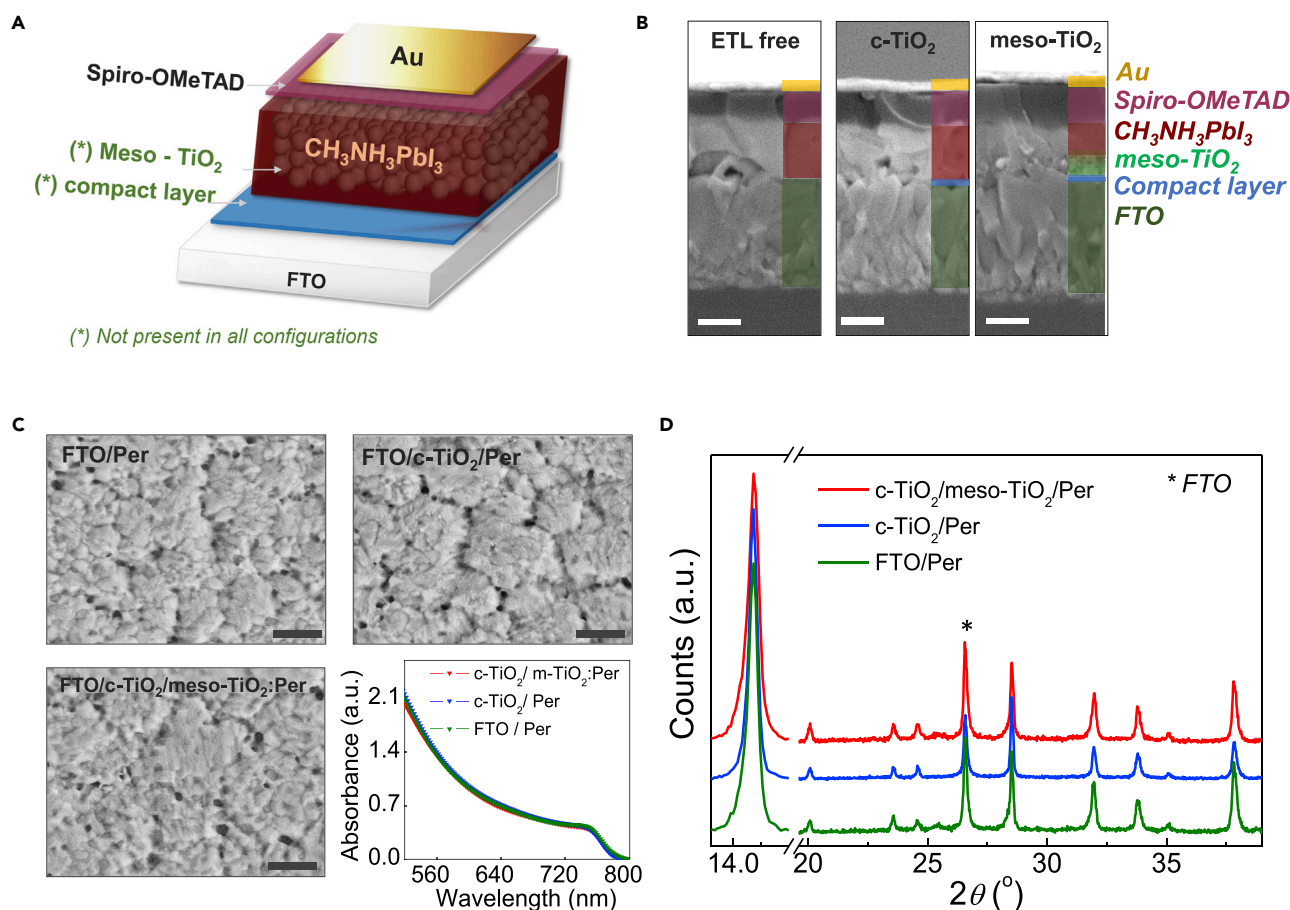 A
Au
Spiro-OMeTAD
(*) Meso - TiO₂
CH₃NH₃PbI₃
(*) compact layer
FTO
(*) Not present in all configurations
B
ETL free
c-TiO₂
meso-TiO₂
Au
Spiro-OMeTAD
CH₃NH₃PbI₃
meso-TiO₂
Compact layer
FTO
C
FTO/Per
FTO/c-TiO₂/Per
FTO/c-TiO₂/meso-TiO₂:Per
c-TiO₂/ m-TiO₂:Per
c-TiO₂/ Per
FTO / Per
Absorbance (a.u.)
2.1
1.4
0.7
0.0
560 640 720 800
Wavelength (nm)
D
* FTO
c-TiO₂/meso-TiO₂/Per
c-TiO₂/Per
FTO/Per
*
Counts (a.u.)
14.0 20 25 30 35
2θ (°)